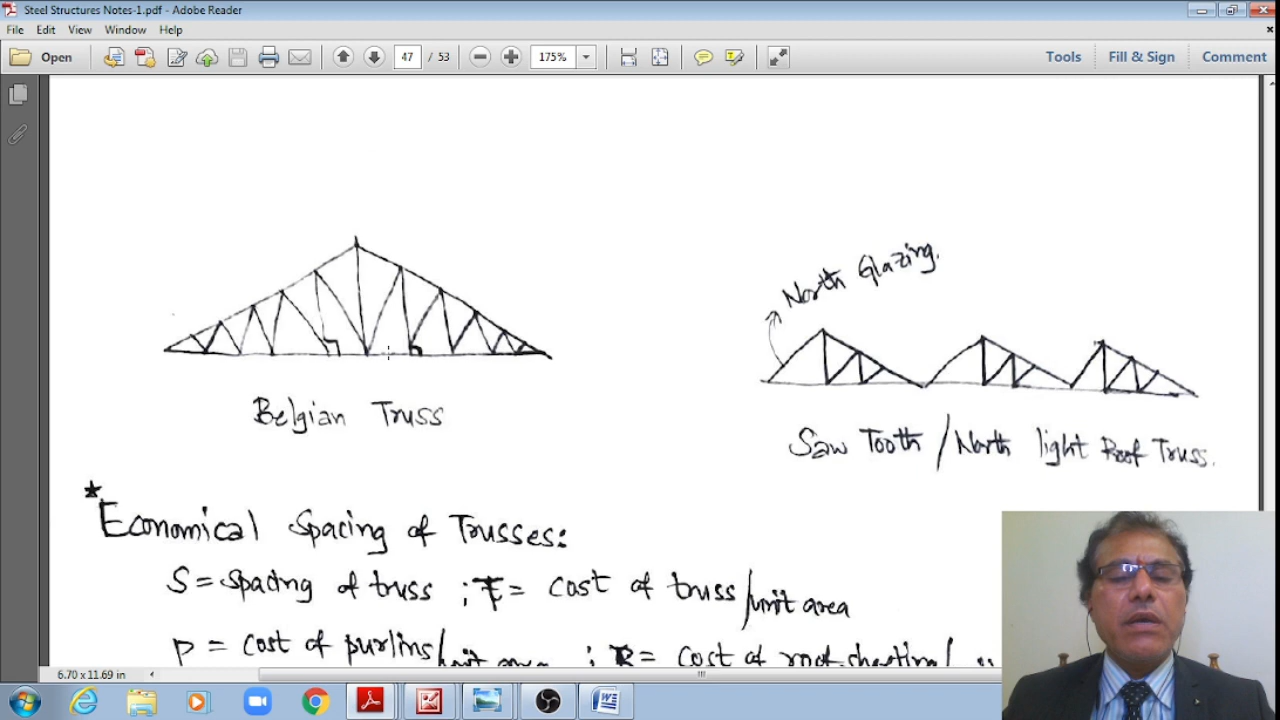 Steel Structures Notes-1.pdf - Adobe Reader
File Edit View Window Help
Open 47 / 53 175% Tools Fill & Sign Comment
North Glazing.
Belgian Truss
Saw Tooth / North light Roof Truss.
*Economical Spacing of Trusses:
S = spacing of truss ; t = cost of truss/unit area
P = cost of purlins/unit area ; R = cost of roof sheeting/
6.70 x 11.69 in